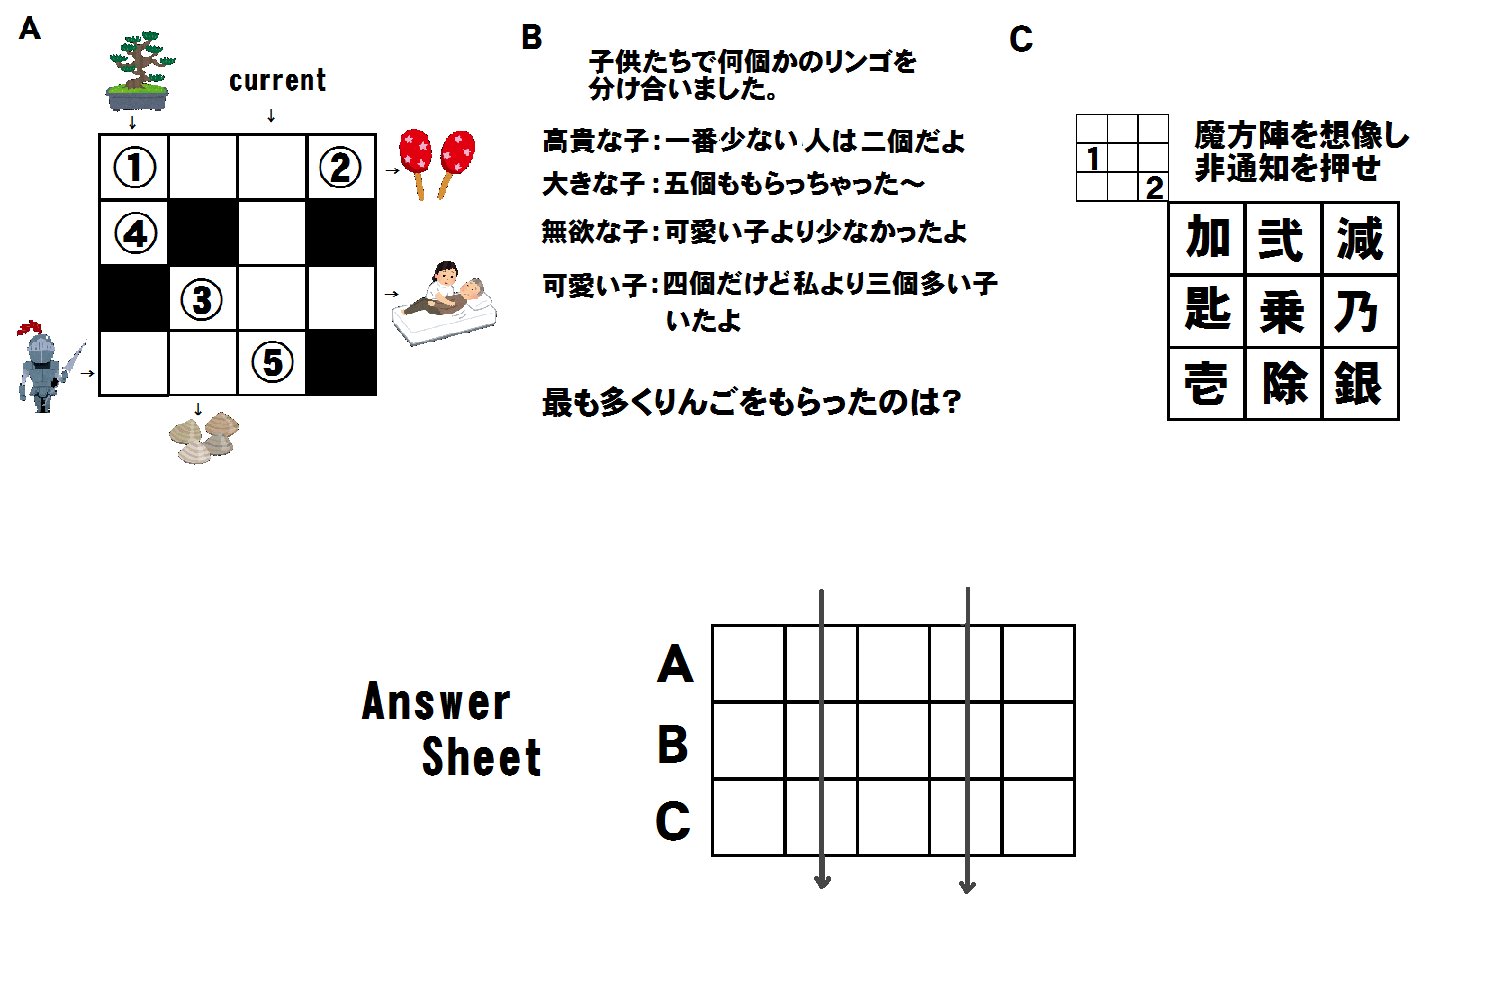 A
current
↓
↓
① ② →
④
③ →
→ ⑤
↓
B
子供たちで何個かのリンゴを
分け合いました。
高貴な子：一番少ない人は二個だよ
大きな子：五個ももらっちゃった〜
無欲な子：可愛い子より少なかったよ
可愛い子：四個だけど私より三個多い子
いたよ
最も多くりんごをもらったのは？
C
1
2
魔方陣を想像し
非通知を押せ
加 弐 減
匙 乗 乃
壱 除 銀
Answer
Sheet
A
B
C